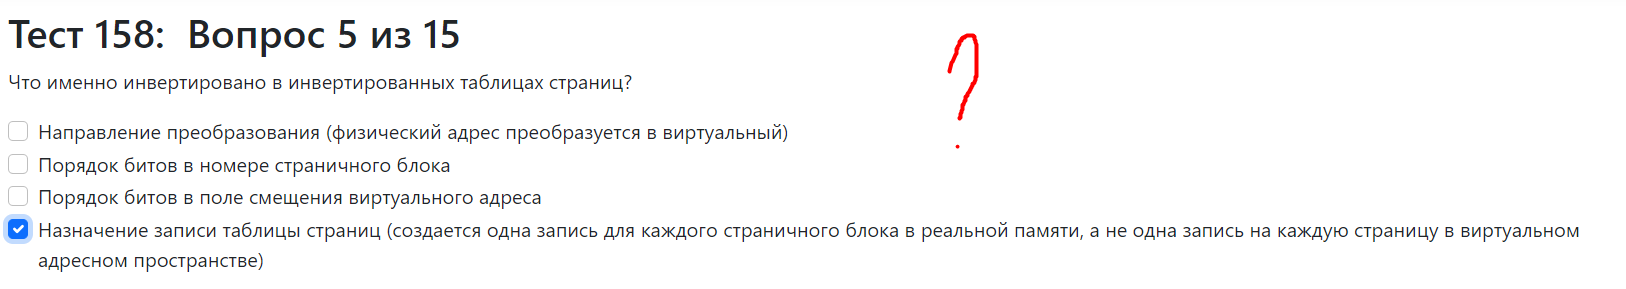 Тест 158: Вопрос 5 из 15
?
Что именно инвертировано в инвертированных таблицах страниц?
Направление преобразования (физический адрес преобразуется в виртуальный)
Порядок битов в номере страничного блока
Порядок битов в поле смещения виртуального адреса
Назначение записи таблицы страниц (создается одна запись для каждого страничного блока в реальной памяти, а не одна запись на каждую страницу в виртуальном
адресном пространстве)